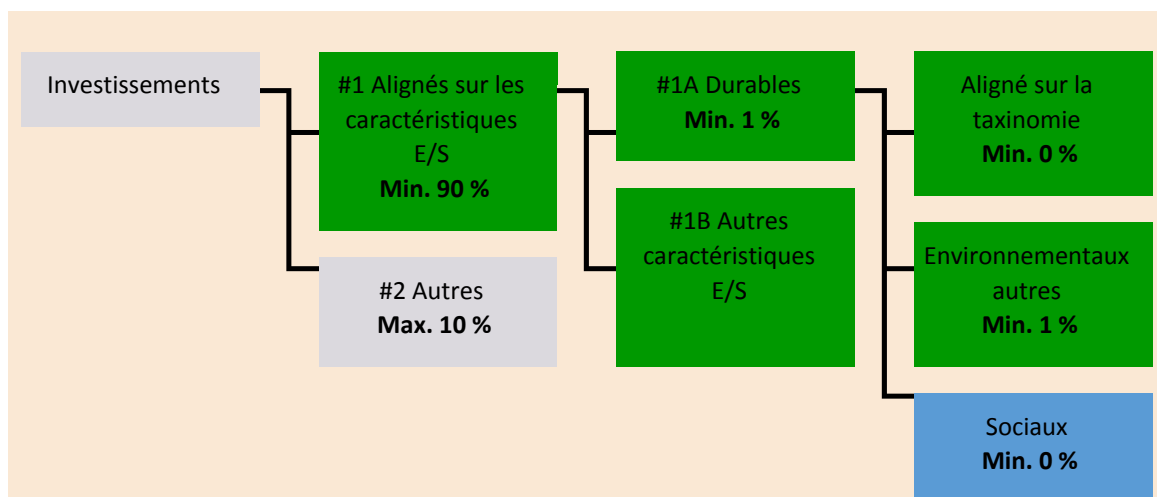 Investissements
#1 Alignés sur les
caractéristiques
E/S
Min. 90 %
#2 Autres
Max. 10 %
#1A Durables
Min. 1 %
#1B Autres
caractéristiques
E/S
Aligné sur la
taxinomie
Min. 0 %
Environnementaux
autres
Min. 1 %
Sociaux
Min. 0 %